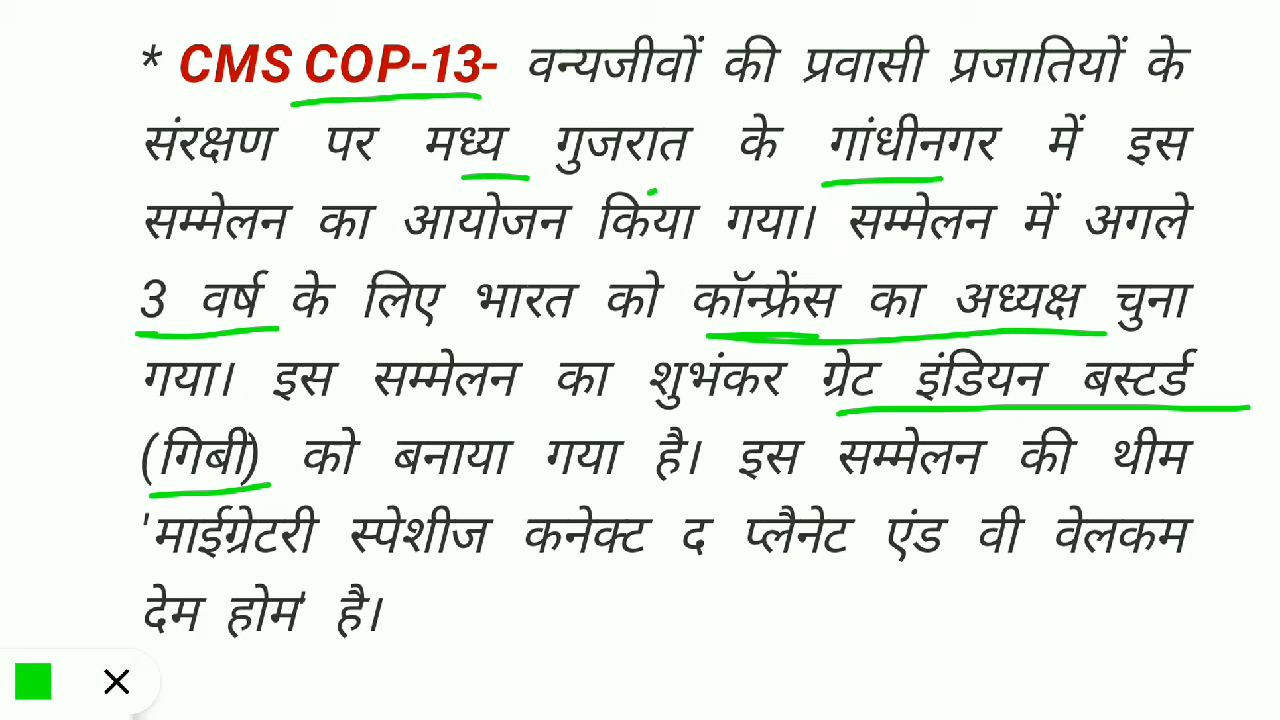 * CMS COP-13- वन्यजीवों की प्रवासी प्रजातियों के
संरक्षण पर मध्य गुजरात के गांधीनगर में इस
सम्मेलन का आयोजन किया गया। सम्मेलन में अगले
3 वर्ष के लिए भारत को कॉन्फ्रेंस का अध्यक्ष चुना
गया। इस सम्मेलन का शुभंकर ग्रेट इंडियन बस्टर्ड
(गिबी) को बनाया गया है। इस सम्मेलन की थीम
'माईग्रेटरी स्पेशीज कनेक्ट द प्लैनेट एंड वी वेलकम
देम होम' है।